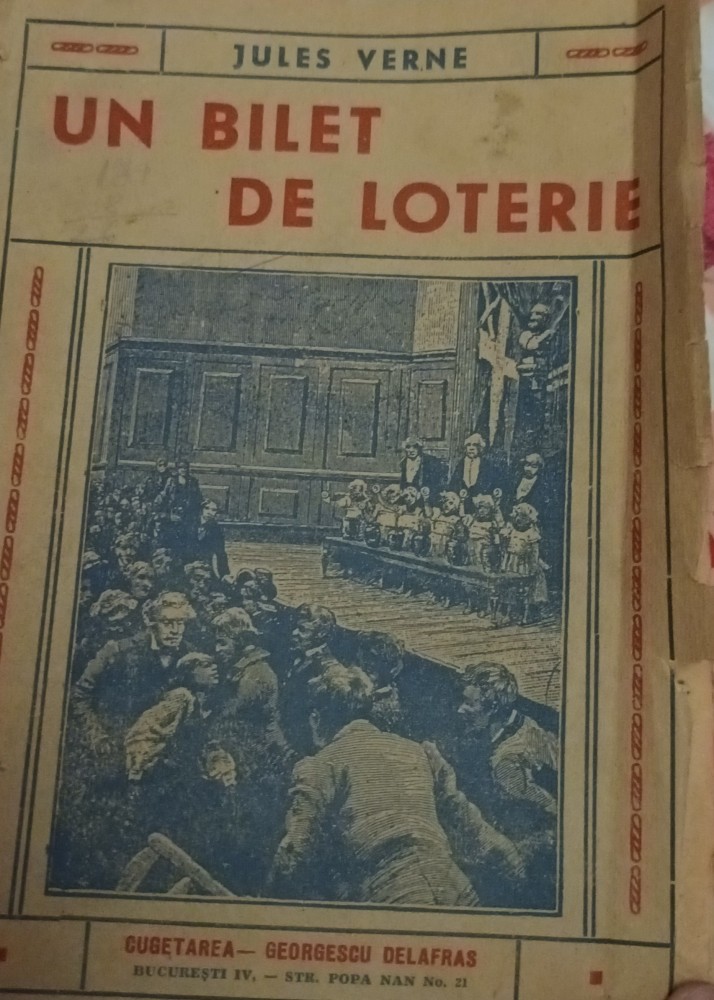 JULES VERNE
UN BILET
DE LOTERIE
CUGETAREA — GEORGESCU DELAFRAS
BUCUREȘTI IV, — STR. POPA NAN No. 21